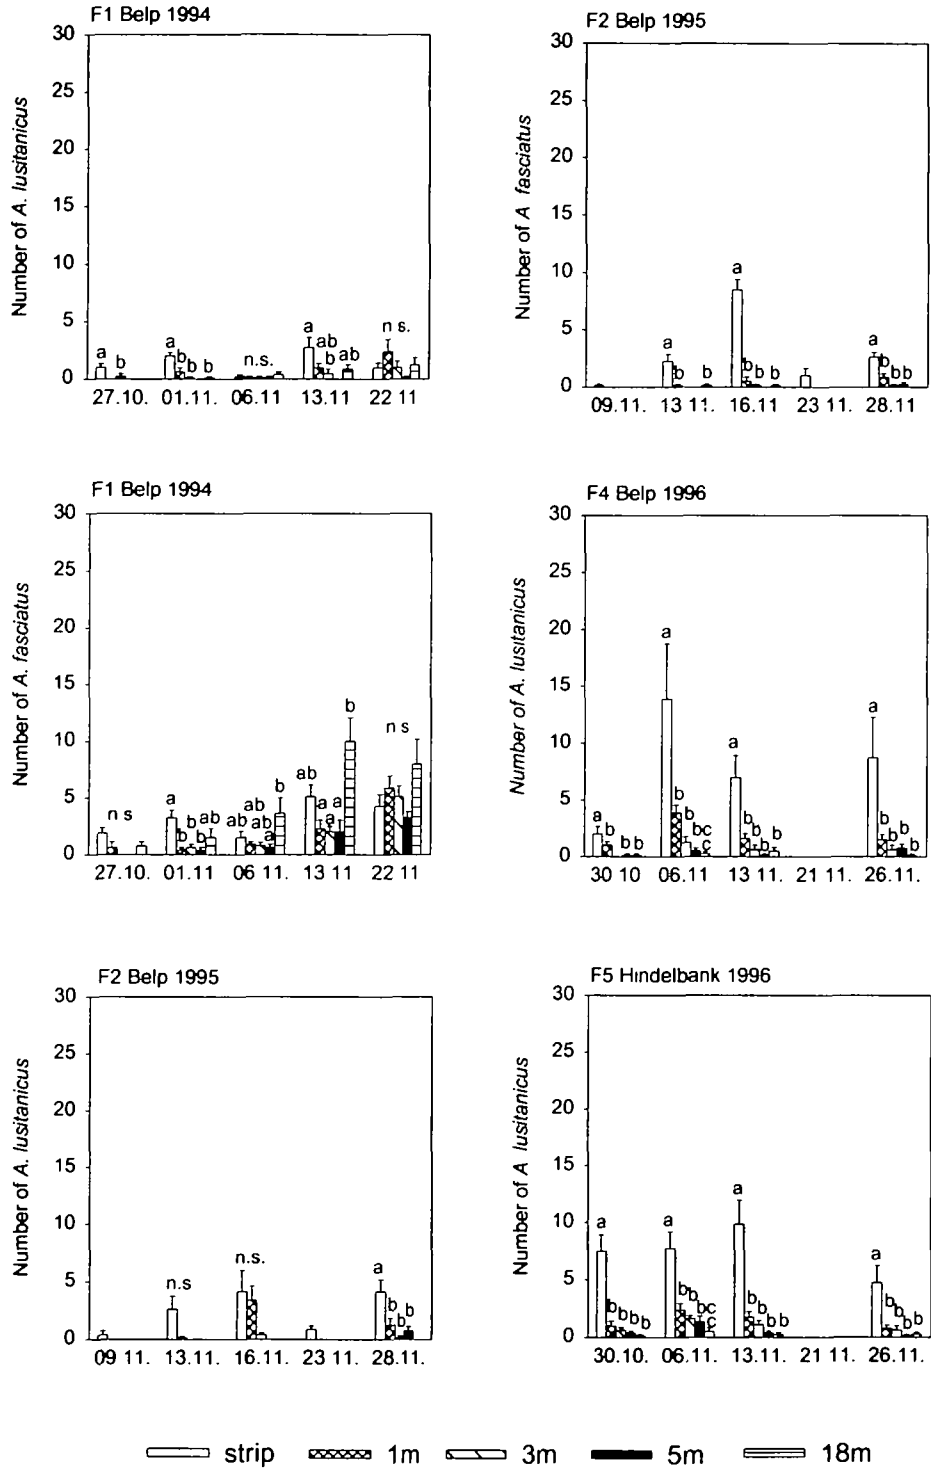 F1 Belp 1994
30
25
20
15
10
5
0
Number of A. lusitanicus
a b
a b b b
n.s.
a ab b ab
n s.
27.10. 01.11. 06.11 13.11 22 11
F2 Belp 1995
30
25
20
15
10
5
0
Number of A fasciatus
a b b
a b b b
a b b b
09.11. 13 11. 16.11 23 11. 28.11
F1 Belp 1994
30
25
20
15
10
5
0
Number of A. fasciatus
n s
a b b b ab
ab ab ab a b
ab a a a b
n s
27.10. 01.11 06 11. 13 11 22 11
F4 Belp 1996
30
25
20
15
10
5
0
Number of A. lusitanicus
a b b b
a b b bc c
a b b b b
a b b b b
30 10 06.11 13 11. 21 11. 26.11.
F2 Belp 1995
30
25
20
15
10
5
0
Number of A. lusitanicus
n.s
n.s.
a b b b
09 11. 13.11. 16.11. 23 11. 28.11.
F5 Hindelbank 1996
30
25
20
15
10
5
0
Number of A lusitanicus
a b b b b
a b b bc c
a b b b b
a b b b b
30.10. 06.11. 13.11. 21 11. 26.11.
strip 1m 3m 5m 18m